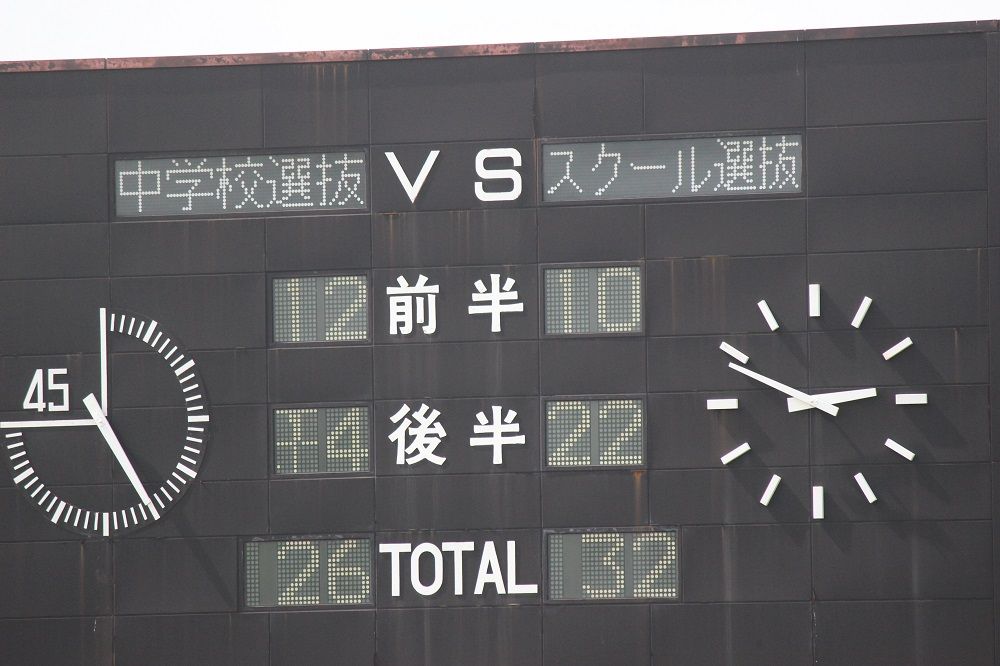 中学校選抜 VS スクール選抜
12 前半 10
45
14 後半 22
26 TOTAL 32